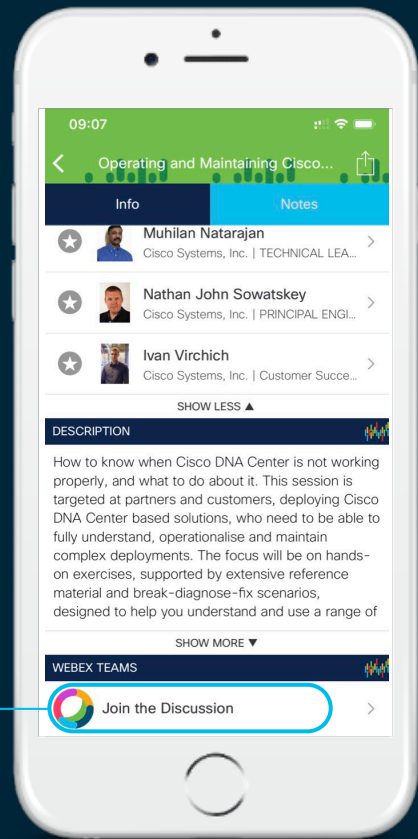 09:07
Operating and Maintaining Cisco...
Info
Notes
Muhilan Natarajan
Cisco Systems, Inc. | TECHNICAL LEA...
Nathan John Sowatskey
Cisco Systems, Inc. | PRINCIPAL ENGI...
Ivan Virchich
Cisco Systems, Inc. | Customer Succe...
SHOW LESS ▲
DESCRIPTION
How to know when Cisco DNA Center is not working
properly, and what to do about it. This session is
targeted at partners and customers, deploying Cisco
DNA Center based solutions, who need to be able to
fully understand, operationalise and maintain
complex deployments. The focus will be on hands-
on exercises, supported by extensive reference
material and break-diagnose-fix scenarios,
designed to help you understand and use a range of
SHOW MORE ▼
WEBEX TEAMS
Join the Discussion